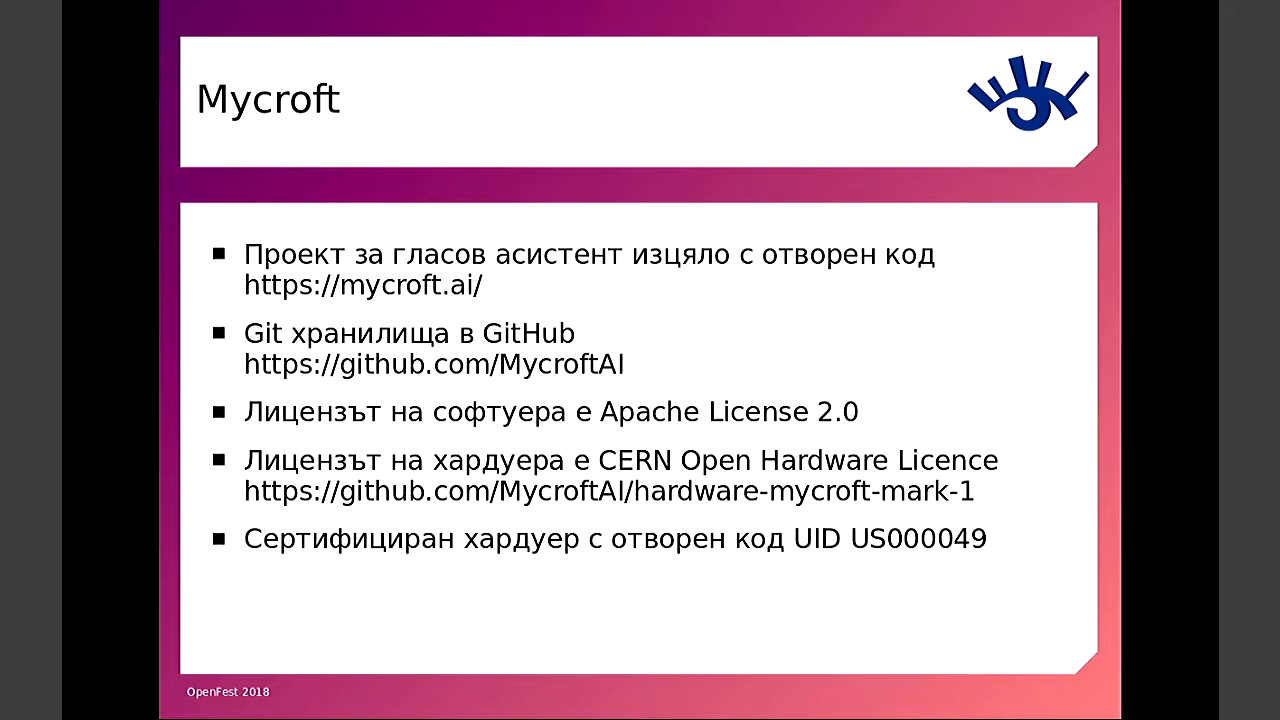 Mycroft
Проект за гласов асистент изцяло с отворен код
https://mycroft.ai/
Git хранилища в GitHub
https://github.com/MycroftAI
Лицензът на софтуера е Apache License 2.0
Лицензът на хардуера е CERN Open Hardware Licence
https://github.com/MycroftAI/hardware-mycroft-mark-1
Сертифициран хардуер с отворен код UID US000049
OpenFest 2018